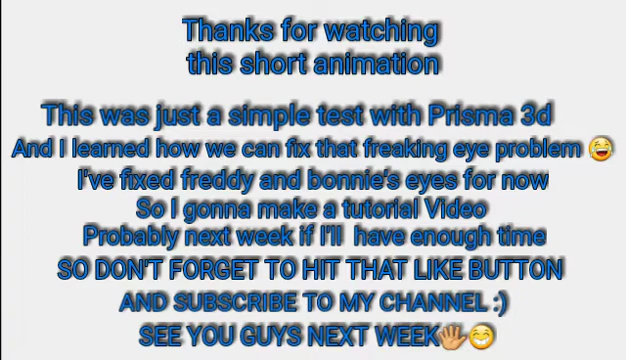 Thanks for watching
this short animation
This was just a simple test with Prisma 3d
And I learned how we can fix that freaking eye problem 😂
I've fixed freddy and bonnie's eyes for now
So I gonna make a tutorial Video
Probably next week if I'll have enough time
SO DON'T FORGET TO HIT THAT LIKE BUTTON
AND SUBSCRIBE TO MY CHANNEL :)
SEE YOU GUYS NEXT WEEK👋😁